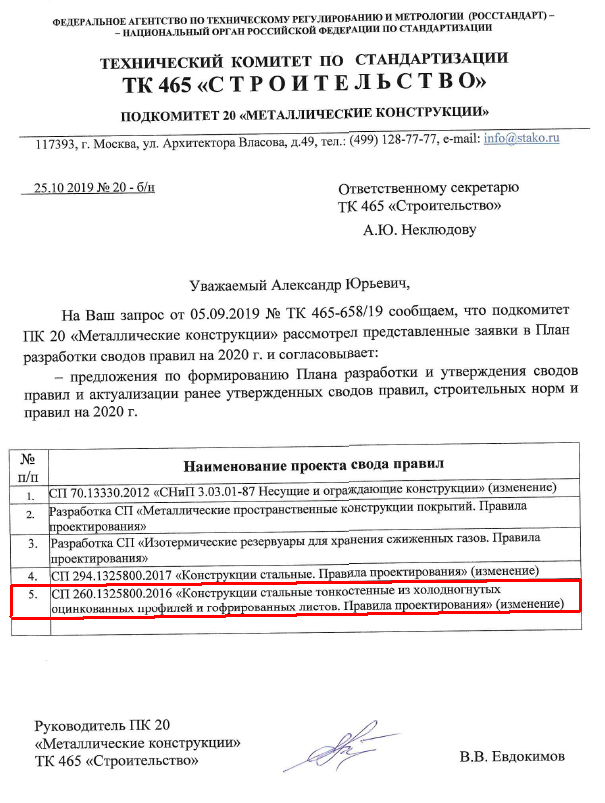 ФЕДЕРАЛЬНОЕ АГЕНТСТВО ПО ТЕХНИЧЕСКОМУ РЕГУЛИРОВАНИЮ И МЕТРОЛОГИИ (РОССТАНДАРТ) –
– НАЦИОНАЛЬНЫЙ ОРГАН РОССИЙСКОЙ ФЕДЕРАЦИИ ПО СТАНДАРТИЗАЦИИ
ТЕХНИЧЕСКИЙ КОМИТЕТ ПО СТАНДАРТИЗАЦИИ
ТК 465 «С Т Р О И Т Е Л Ь С Т В О»
ПОДКОМИТЕТ 20 «МЕТАЛЛИЧЕСКИЕ КОНСТРУКЦИИ»
117393, г. Москва, ул. Архитектора Власова, д.49, тел.: (499) 128-77-77, e-mail: info@stako.ru
25.10 2019 № 20 - б/н
Ответственному секретарю
ТК 465 «Строительство»
А.Ю. Неклюдову
Уважаемый Александр Юрьевич,
На Ваш запрос от 05.09.2019 № ТК 465-658/19 сообщаем, что подкомитет
ПК 20 «Металлические конструкции» рассмотрел представленные заявки в План
разработки сводов правил на 2020 г. и согласовывает:
– предложения по формированию Плана разработки и утверждения сводов
правил и актуализации ранее утвержденных сводов правил, строительных норм и
правил на 2020 г.
№ п/п
Наименование проекта свода правил
1. СП 70.13330.2012 «СНиП 3.03.01-87 Несущие и ограждающие конструкции» (изменение)
2. Разработка СП «Металлические пространственные конструкции покрытий. Правила
проектирования»
3. Разработка СП «Изотермические резервуары для хранения сжиженных газов. Правила
проектирования»
4. СП 294.1325800.2017 «Конструкции стальные. Правила проектирования» (изменение)
5. СП 260.1325800.2016 «Конструкции стальные тонкостенные из холодногнутых
оцинкованных профилей и гофрированных листов. Правила проектирования» (изменение)
Руководитель ПК 20
«Металлические конструкции»
ТК 465 «Строительство»
В.В. Евдокимов